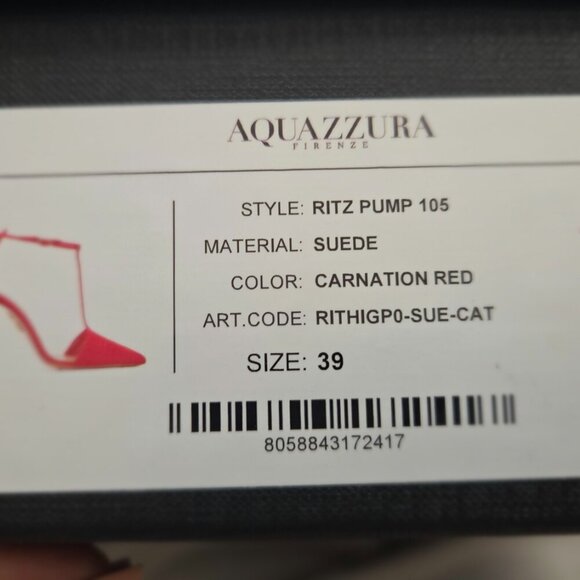 AQUAZZURA
FIRENZE
STYLE: RITZ PUMP 105
MATERIAL: SUEDE
COLOR: CARNATION RED
ART.CODE: RITHIGP0-SUE-CAT
SIZE: 39
8058843172417